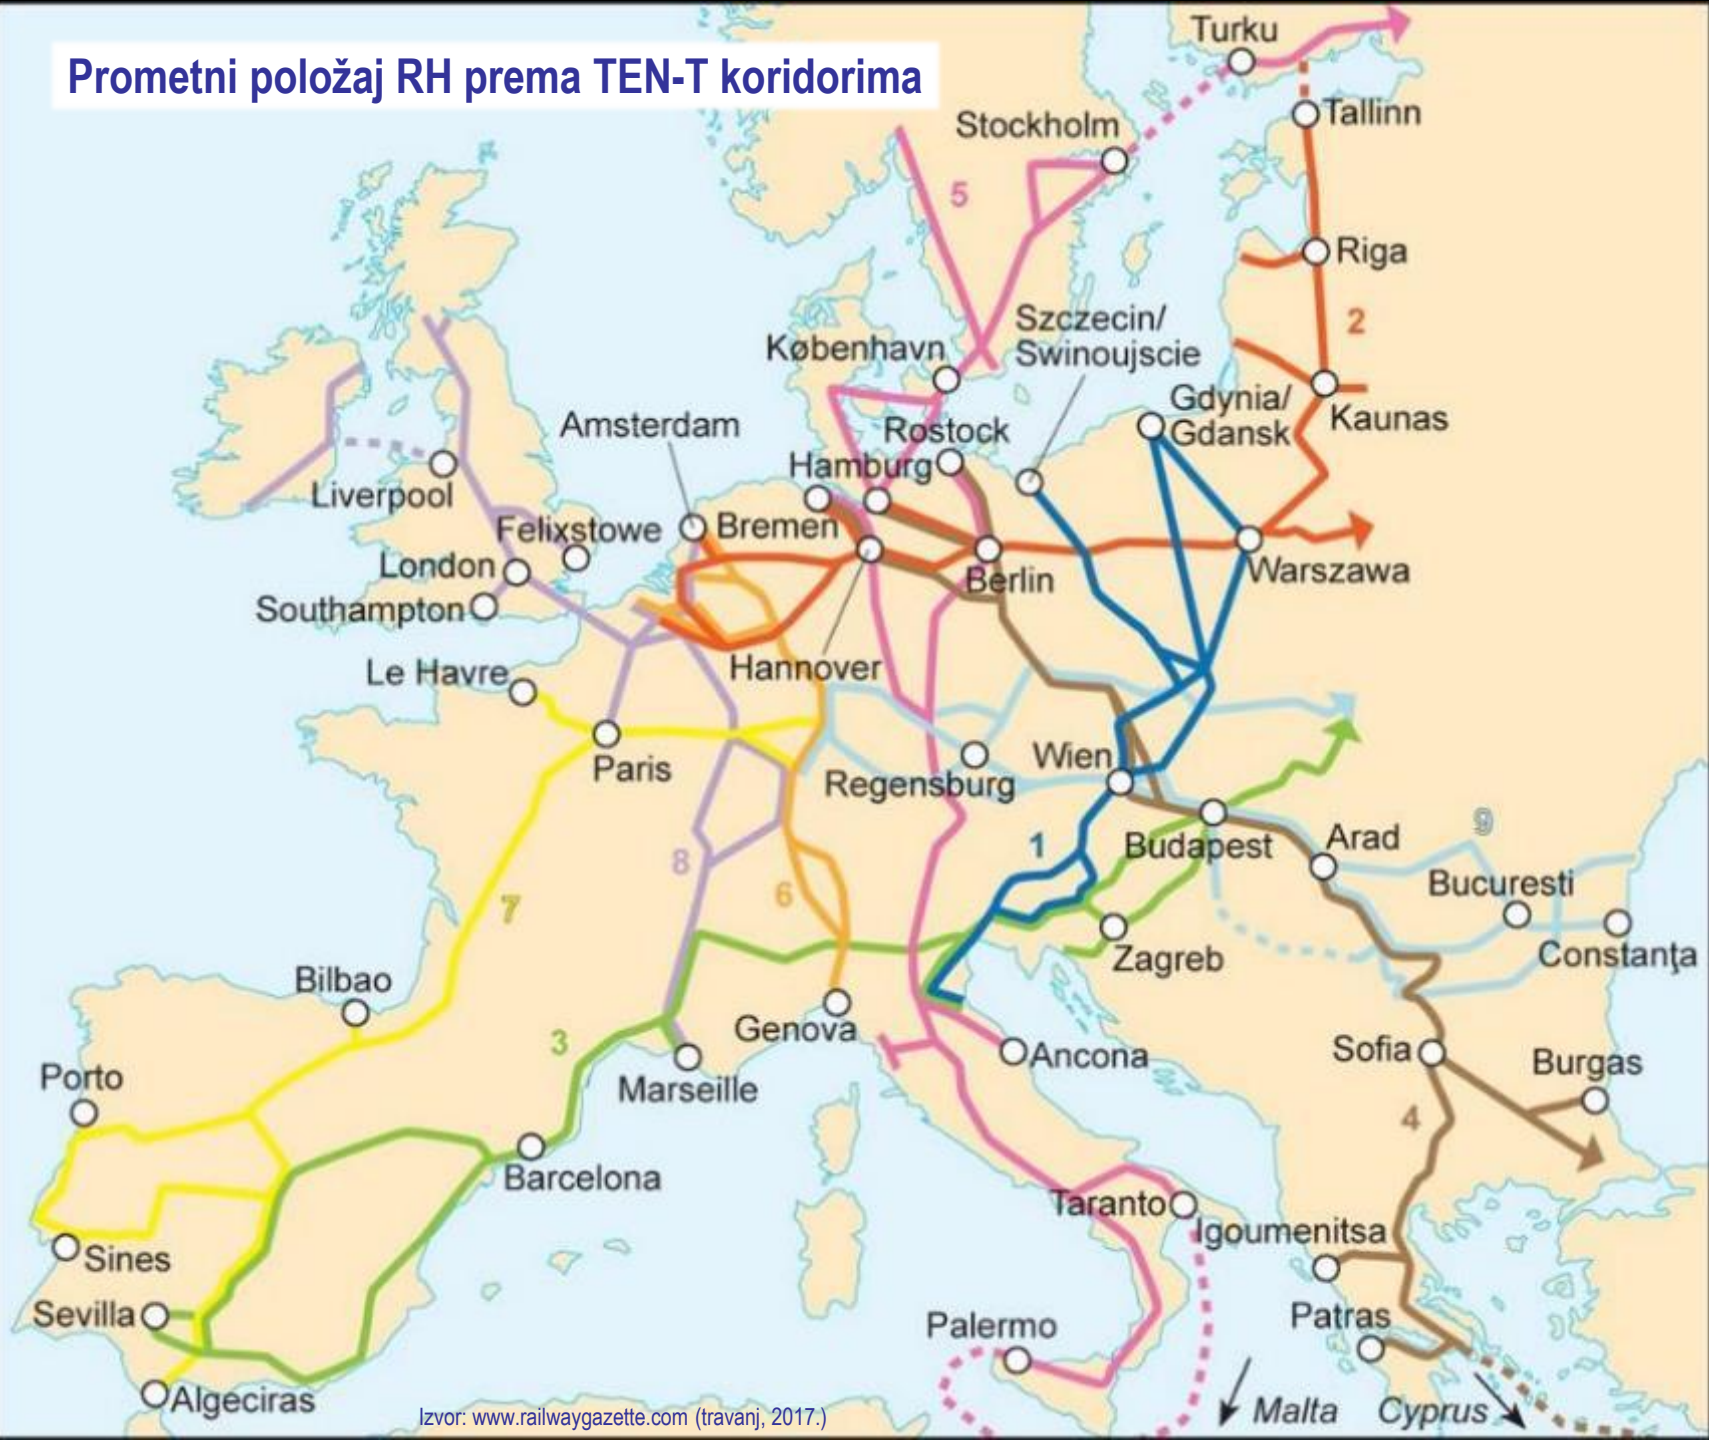 Prometni položaj RH prema TEN-T koridorima
Turku
Tallinn
Stockholm
5
Riga
2
Szczecin/
Swinoujscie
København
Gdynia/
Gdansk
Kaunas
Amsterdam
Rostock
Hamburg
Liverpool
Felixstowe
Bremen
London
Berlin
Warszawa
Southampton
Hannover
Le Havre
Paris
Wien
Regensburg
1
Budapest
Arad
9
8
6
7
Bucuresti
Zagreb
Constanţa
Bilbao
Genova
3
Ancona
Sofia
Burgas
Porto
Marseille
4
Barcelona
Taranto
Igoumenitsa
Sines
Sevilla
Palermo
Patras
Algeciras
Malta
Cyprus
Izvor: www.railwaygazette.com (travanj, 2017.)